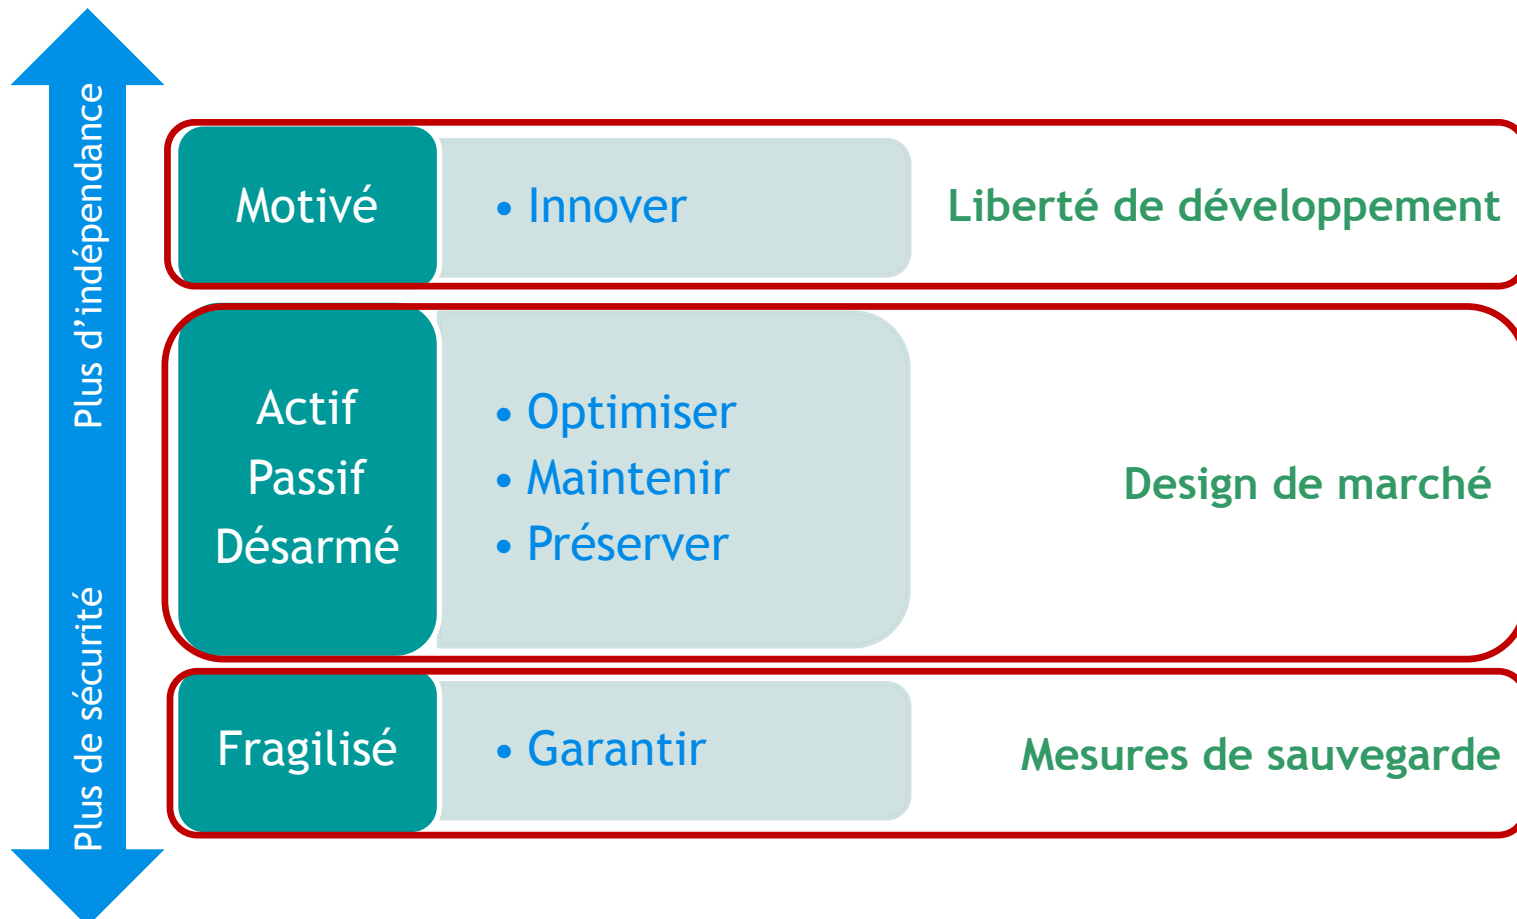 Plus d’indépendance
Plus de sécurité
Motivé
• Innover
Liberté de développement
Actif
Passif
Désarmé
• Optimiser
• Maintenir
• Préserver
Design de marché
Fragilisé
• Garantir
Mesures de sauvegarde